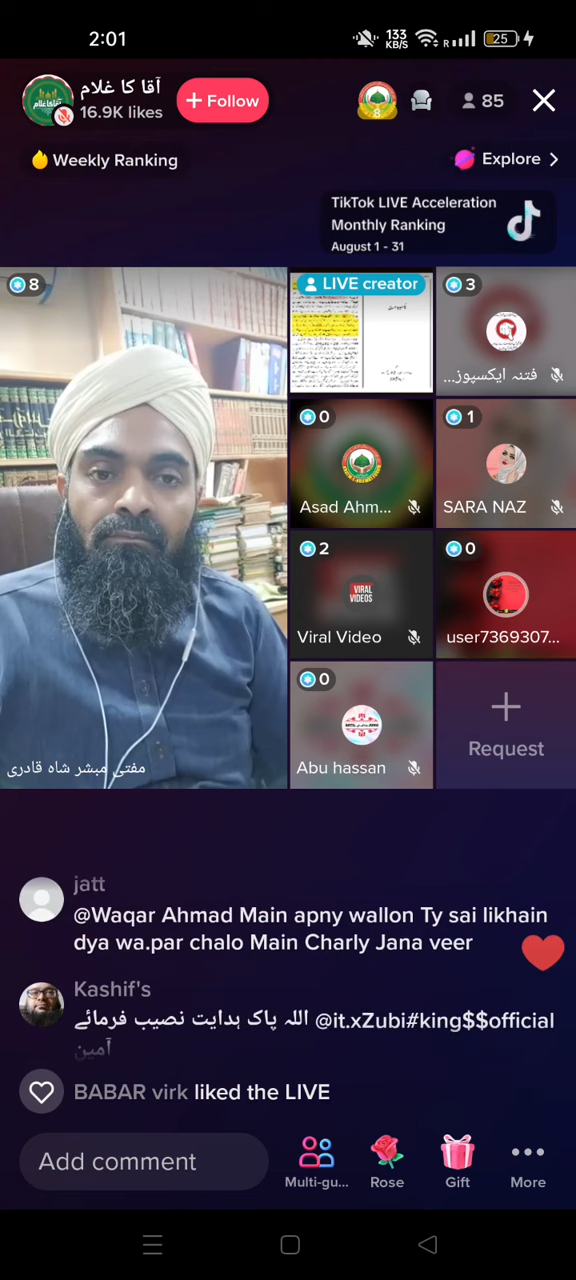 2:01
133
KB/S
R
25
آقا کا غلام
16.9K likes
+ Follow
8
85
Weekly Ranking
Explore >
TikTok LIVE Acceleration
Monthly Ranking
August 1 - 31
8
LIVE creator
3
فتنہ ایکسپوز...
0
Asad Ahm...
1
SARA NAZ
2
VIRAL
VIDEOS
Viral Video
0
user7369307...
مفتی مبشر شاہ قادری
0
Abu hassan
Request
jatt
@Waqar Ahmad Main apny wallon Ty sai likhain
dya wa.par chalo Main Charly Jana veer
Kashif's
@it.xZubi#king$$official اللہ پاک ہدایت نصیب فرمائے
آمین
BABAR virk liked the LIVE
Add comment
Multi-gu...
Rose
Gift
More